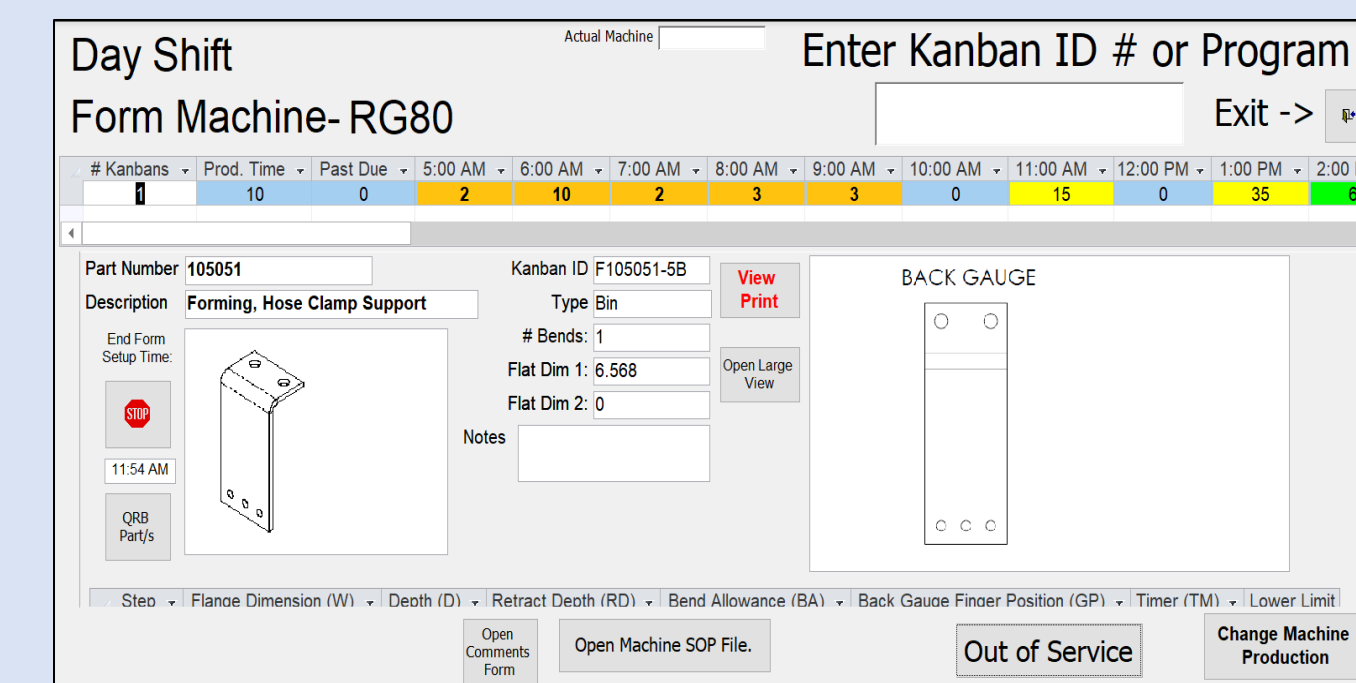 Day Shift
Actual Machine
Enter Kanban ID # or Program
Form Machine- RG80
Exit ->
# Kanbans Prod. Time Past Due 5:00 AM 6:00 AM 7:00 AM 8:00 AM 9:00 AM 10:00 AM 11:00 AM 12:00 PM 1:00 PM 2:00
1 10 0 2 10 2 3 3 0 15 0 35 6
Part Number 105051
Description Forming, Hose Clamp Support
End Form
Setup Time:
STOP
11:54 AM
QRB
Part/s
Kanban ID F105051-5B
Type Bin
# Bends: 1
Flat Dim 1: 6.568
Flat Dim 2: 0
Notes
View
Print
Open Large
View
BACK GAUGE
Step Flange Dimension (W) Depth (D) Retract Depth (RD) Bend Allowance (BA) Back Gauge Finger Position (GP) Timer (TM) Lower Limit
Open
Comments
Form
Open Machine SOP File.
Out of Service
Change Machine
Production